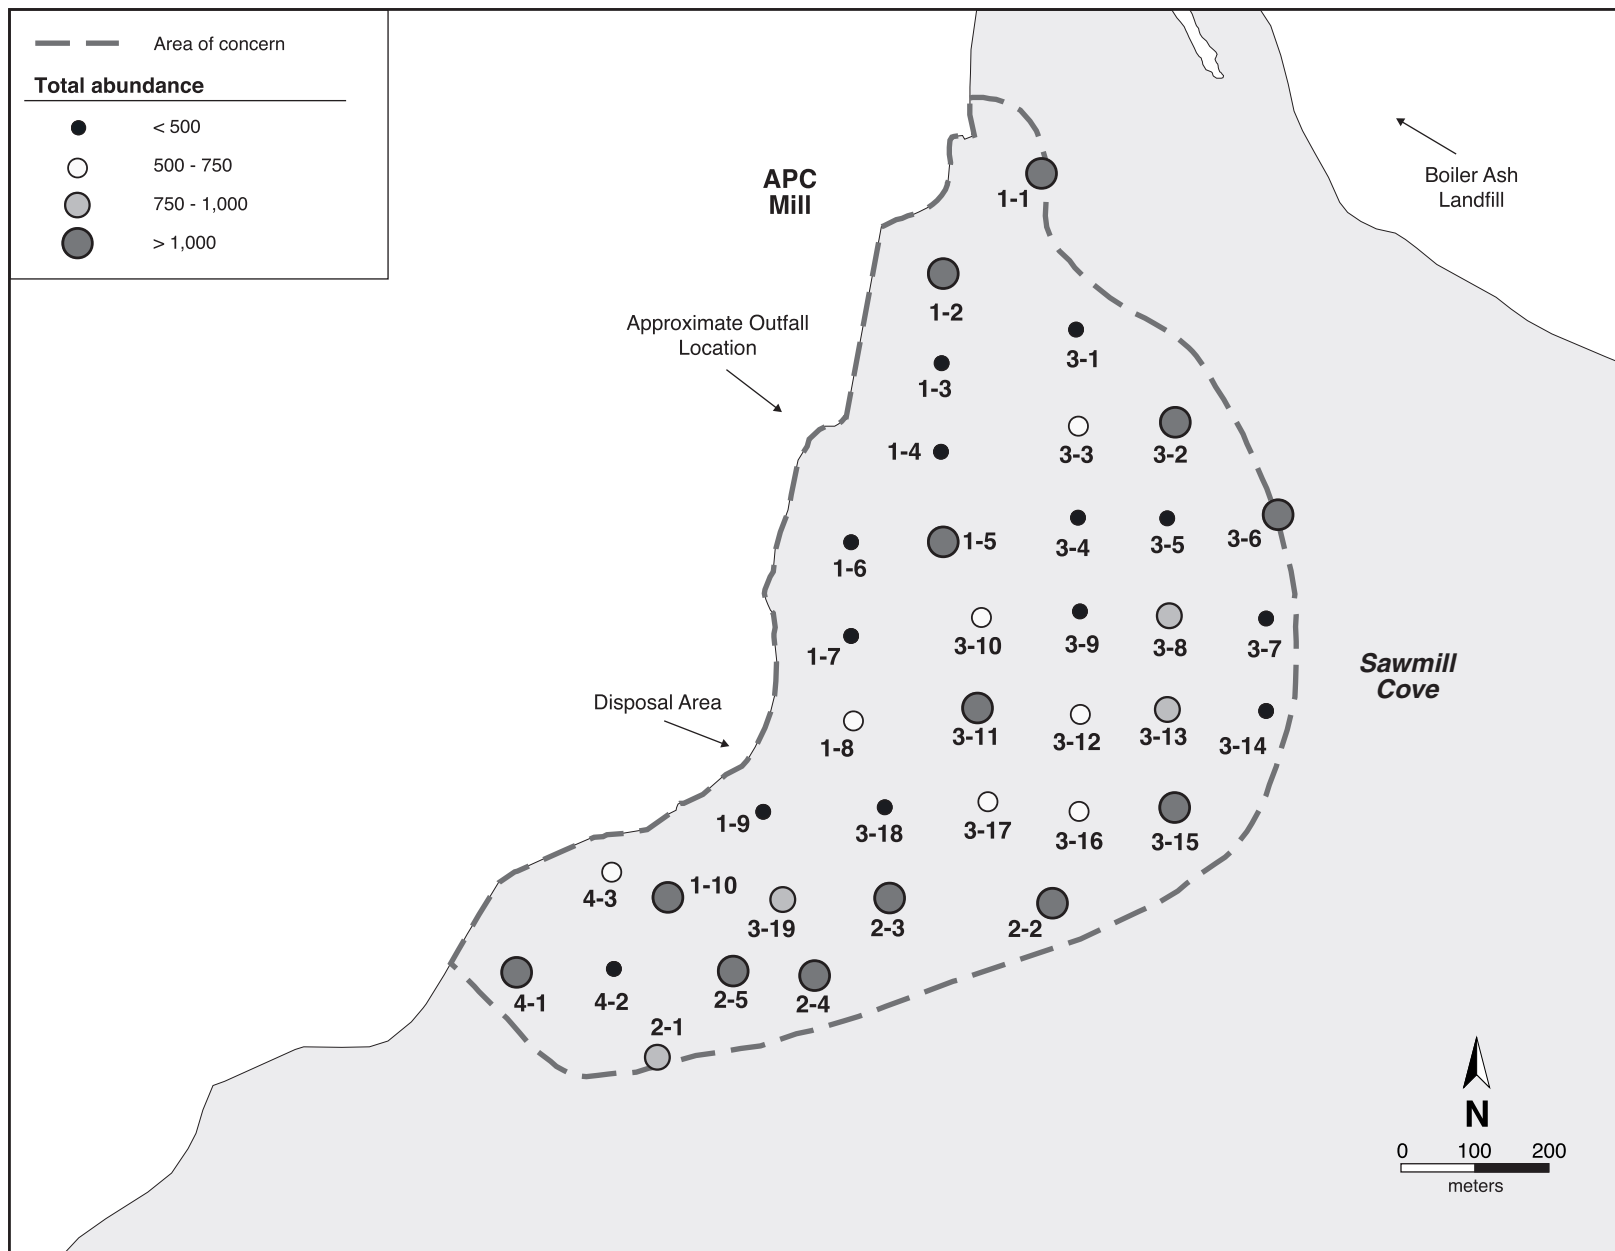 Area of concern
Total abundance
< 500
500 - 750
750 - 1,000
> 1,000
APC
Mill
Boiler Ash
Landfill
1-1
1-2
Approximate Outfall
Location
3-1
1-3
1-4
3-3
3-2
1-6
1-5
3-4
3-5
3-6
1-7
3-10
3-9
3-8
3-7
Sawmill
Cove
Disposal Area
1-8
3-11
3-12
3-13
3-14
1-9
3-18
3-17
3-16
3-15
4-3
1-10
3-19
2-3
2-2
4-1
4-2
2-5
2-4
2-1
N
0 100 200
meters